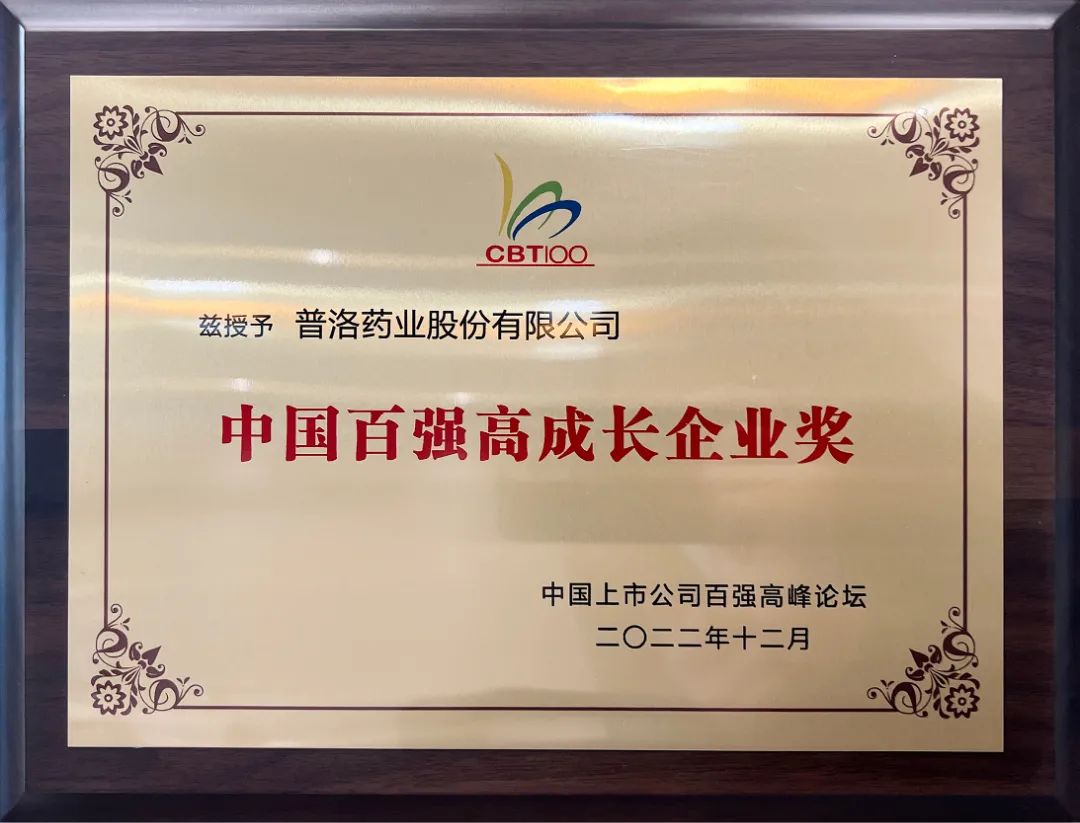 CBT100
兹授予 普洛药业股份有限公司
中国百强高成长企业奖
中国上市公司百强高峰论坛
二〇二二年十二月